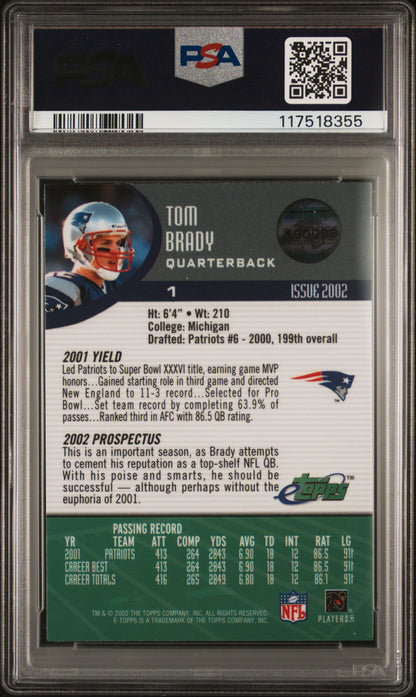 PSA
117518355
TOM
BRADY
QUARTERBACK
1
ISSUE 2002
Ht: 6'4" • Wt: 210
College: Michigan
Drafted: Patriots #6 - 2000, 199th overall
2001 YIELD
Led Patriots to Super Bowl XXXVI title, earning game MVP
honors...Gained starting role in third game and directed
New England to 11-3 record...Selected for Pro
Bowl...Set team record by completing 63.9% of
passes...Ranked third in AFC with 86.5 QB rating.
2002 PROSPECTUS
This is an important season, as Brady attempts
to cement his reputation as a top-shelf NFL QB.
With his poise and smarts, he should be
successful — although perhaps without the
euphoria of 2001.
etopps™
PASSING RECORD
YR TEAM ATT COMP YDS AVG TD INT RAT LG
2001 PATRIOTS 413 264 2843 6.90 18 12 86.5 91t
CAREER BEST 413 264 2843 6.90 18 12 86.5 91t
CAREER TOTALS 416 265 2849 6.80 18 12 86.1 91t
TM & © 2002 THE TOPPS COMPANY, INC. ALL RIGHTS RESERVED.
E-TOPPS IS A TRADEMARK OF THE TOPPS COMPANY, INC.
NFL
PLAYERS